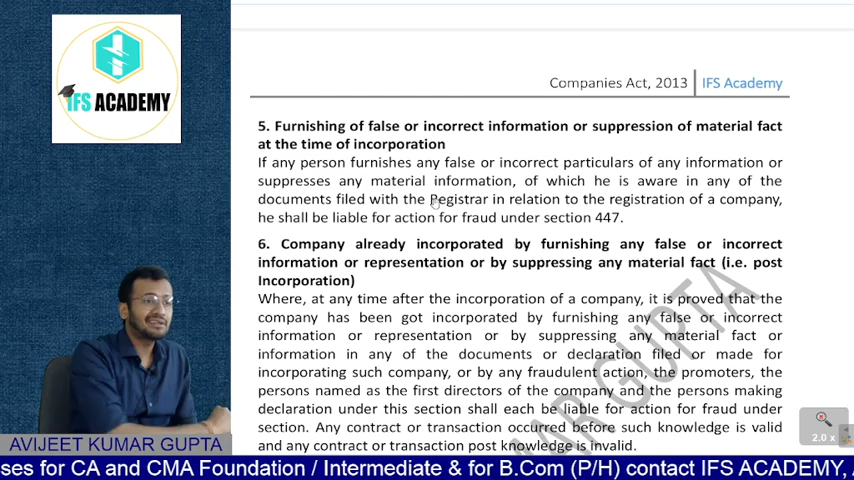 IFS ACADEMY
Companies Act, 2013 IFS Academy
5. Furnishing of false or incorrect information or suppression of material fact
at the time of incorporation
If any person furnishes any false or incorrect particulars of any information or
suppresses any material information, of which he is aware in any of the
documents filed with the Registrar in relation to the registration of a company,
he shall be liable for action for fraud under section 447.
6. Company already incorporated by furnishing any false or incorrect
information or representation or by suppressing any material fact (i.e. post
Incorporation)
Where, at any time after the incorporation of a company, it is proved that the
company has been got incorporated by furnishing any false or incorrect
information or representation or by suppressing any material fact or
information in any of the documents or declaration filed or made for
incorporating such company, or by any fraudulent action, the promoters, the
persons named as the first directors of the company and the persons making
declaration under this section shall each be liable for action for fraud under
section. Any contract or transaction occurred before such knowledge is valid
and any contract or transaction post knowledge is invalid.
GUPTA
2.0 x
AVIJEET KUMAR GUPTA
ses for CA and CMA Foundation / Intermediate & for B.Com (P/H) contact IFS ACADEMY,